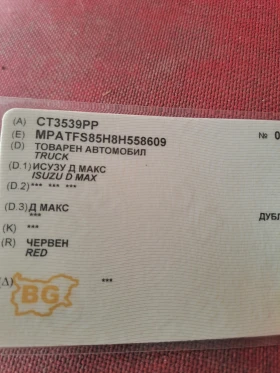 (A) CT3539PP
(E) MPATFS85H8H558609 № 0
(D) ТОВАРЕН АВТОМОБИЛ
TRUCK
(D.1) ИСУЗУ Д МАКС
ISUZU D MAX
(D.2) *** *** ***
(D.3) Д МАКС ДУБЛ
***
(K) ***
(R) ЧЕРВЕН
RED
(Δ) ***
BG